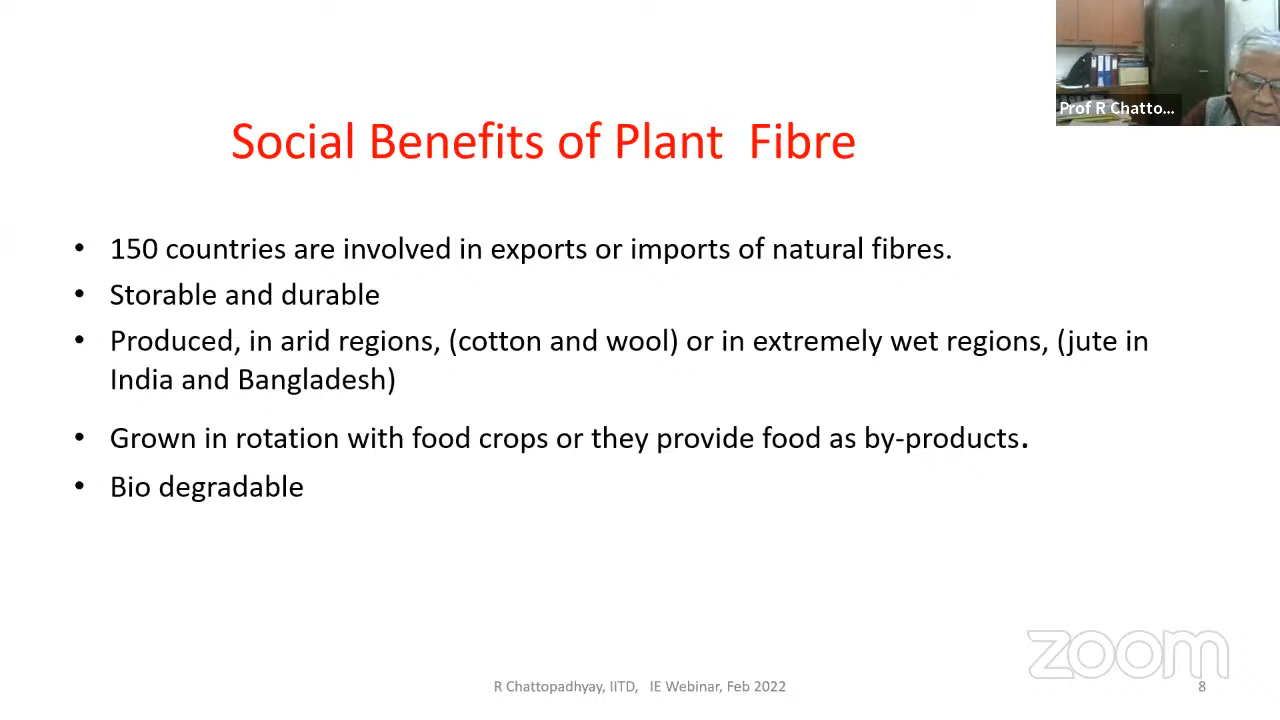 Prof R Chatto...
Social Benefits of Plant Fibre
• 150 countries are involved in exports or imports of natural fibres.
• Storable and durable
• Produced, in arid regions, (cotton and wool) or in extremely wet regions, (jute in
India and Bangladesh)
• Grown in rotation with food crops or they provide food as by-products.
• Bio degradable
zoom
R Chattopadhyay, IITD, IE Webinar, Feb 2022
8